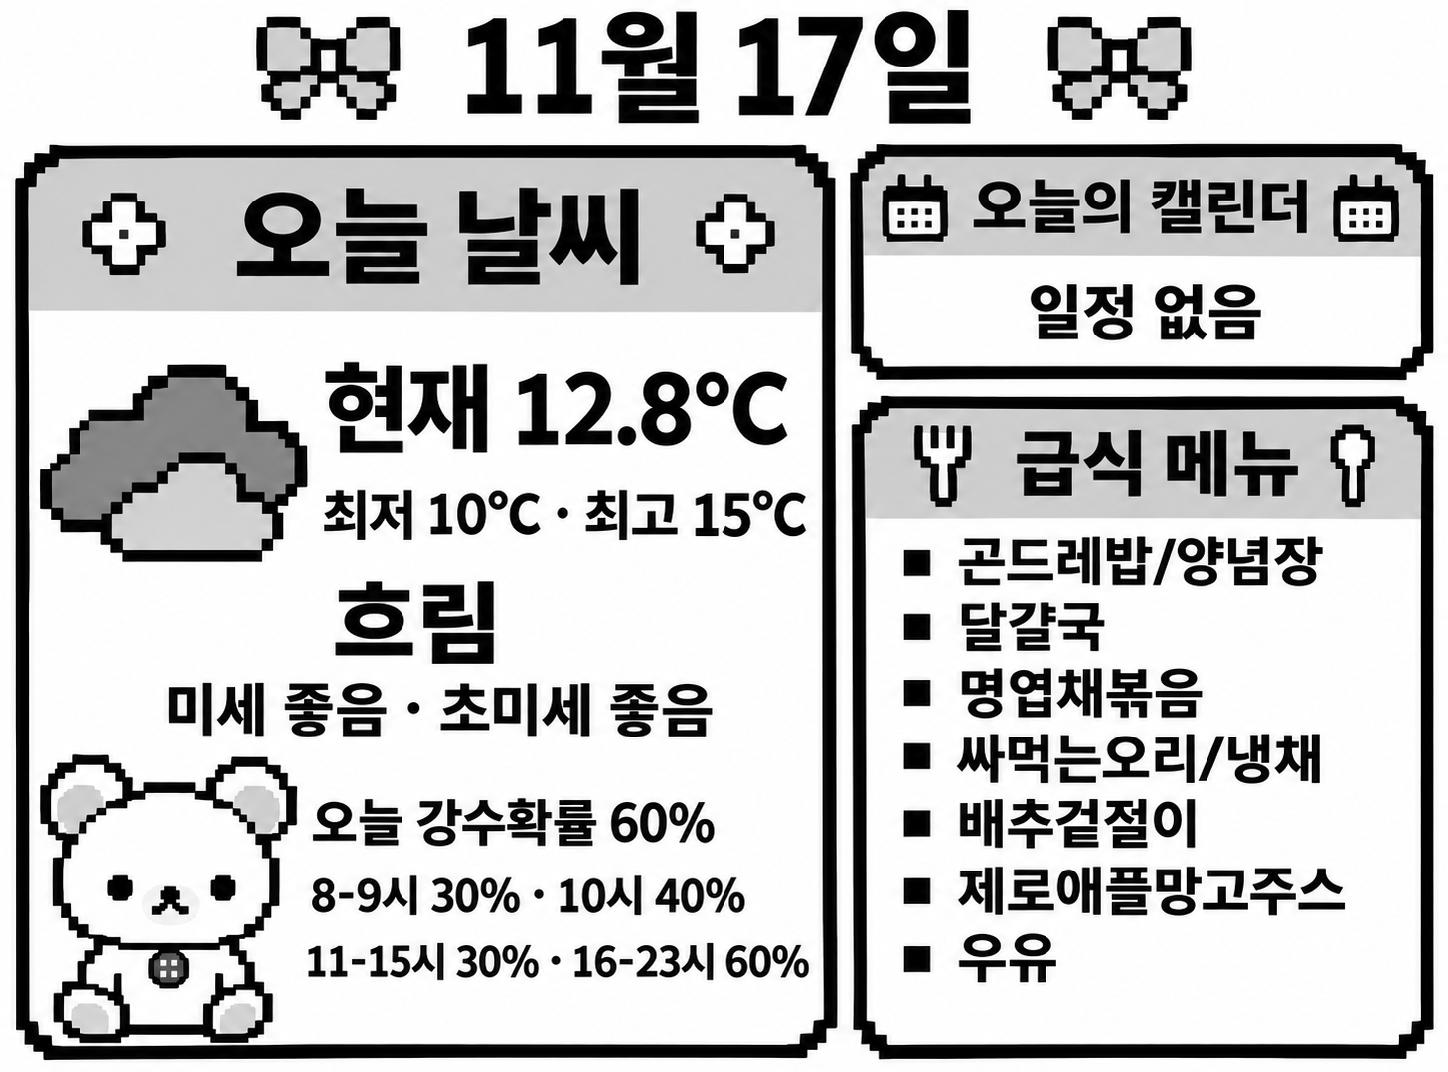 11월 17일
오늘 날씨
현재 12.8°C
최저 10°C · 최고 15°C
흐림
미세 좋음 · 초미세 좋음
오늘 강수확률 60%
8-9시 30% · 10시 40%
11-15시 30% · 16-23시 60%
오늘의 캘린더
일정 없음
급식 메뉴
■ 곤드레밥/양념장
■ 달걀국
■ 명엽채볶음
■ 싸먹는오리/냉채
■ 배추겉절이
■ 제로애플망고주스
■ 우유